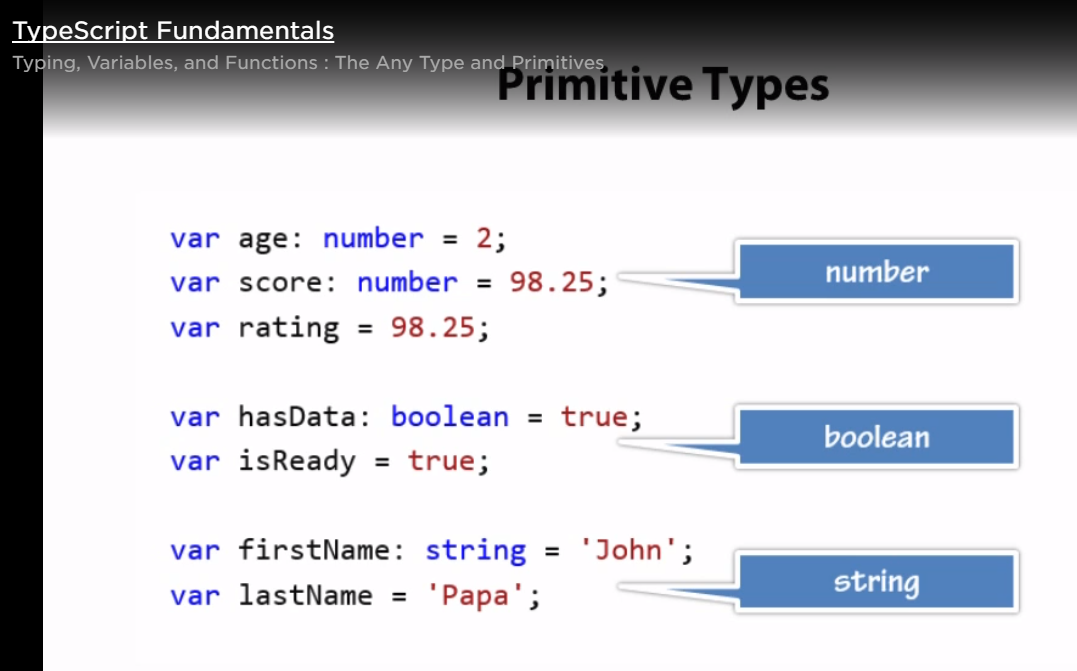 TypeScript Fundamentals
Typing, Variables, and Functions : The Any Type and Primitives
Primitive Types
var age: number = 2;
var score: number = 98.25;
number
var rating = 98.25;
var hasData: boolean = true;
boolean
var isReady = true;
var firstName: string = 'John';
string
var lastName = 'Papa';